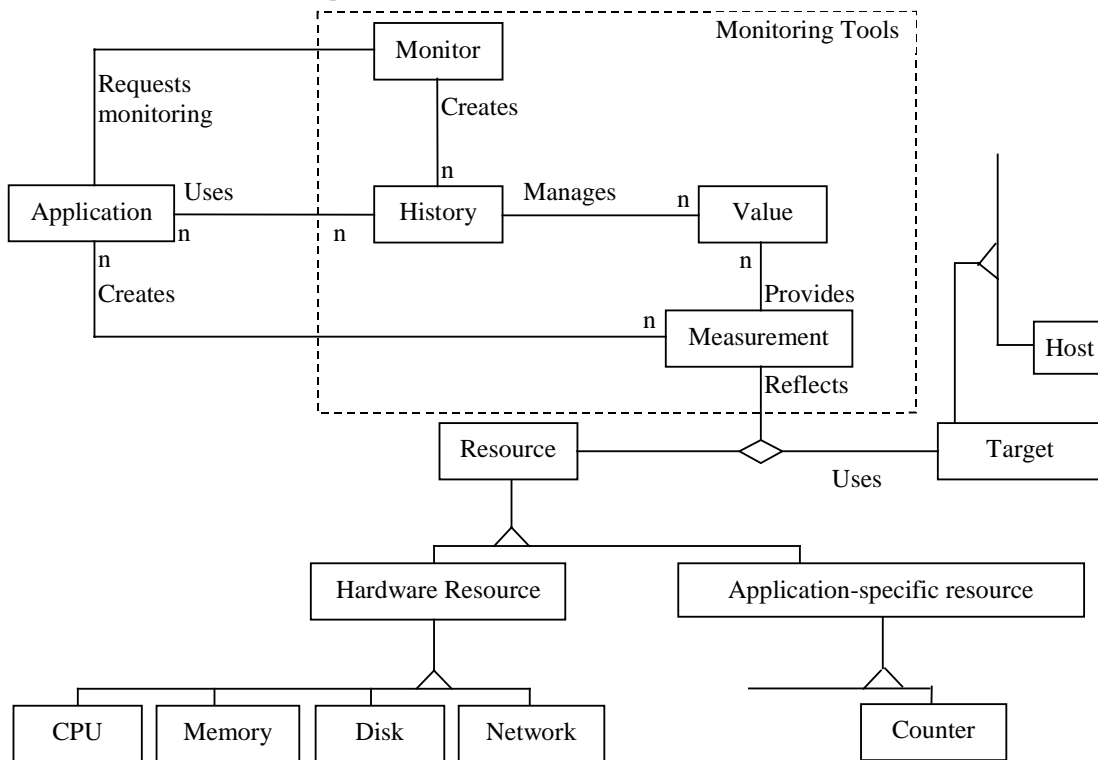 Monitoring Tools
Monitor
Requests
monitoring
Creates
n
Uses
Manages
Application
History
Value
n
n
n
n
n
Creates
Provides
n
Measurement
Host
Reflects
Resource
Target
Uses
Hardware Resource
Application-specific resource
CPU
Memory
Disk
Network
Counter